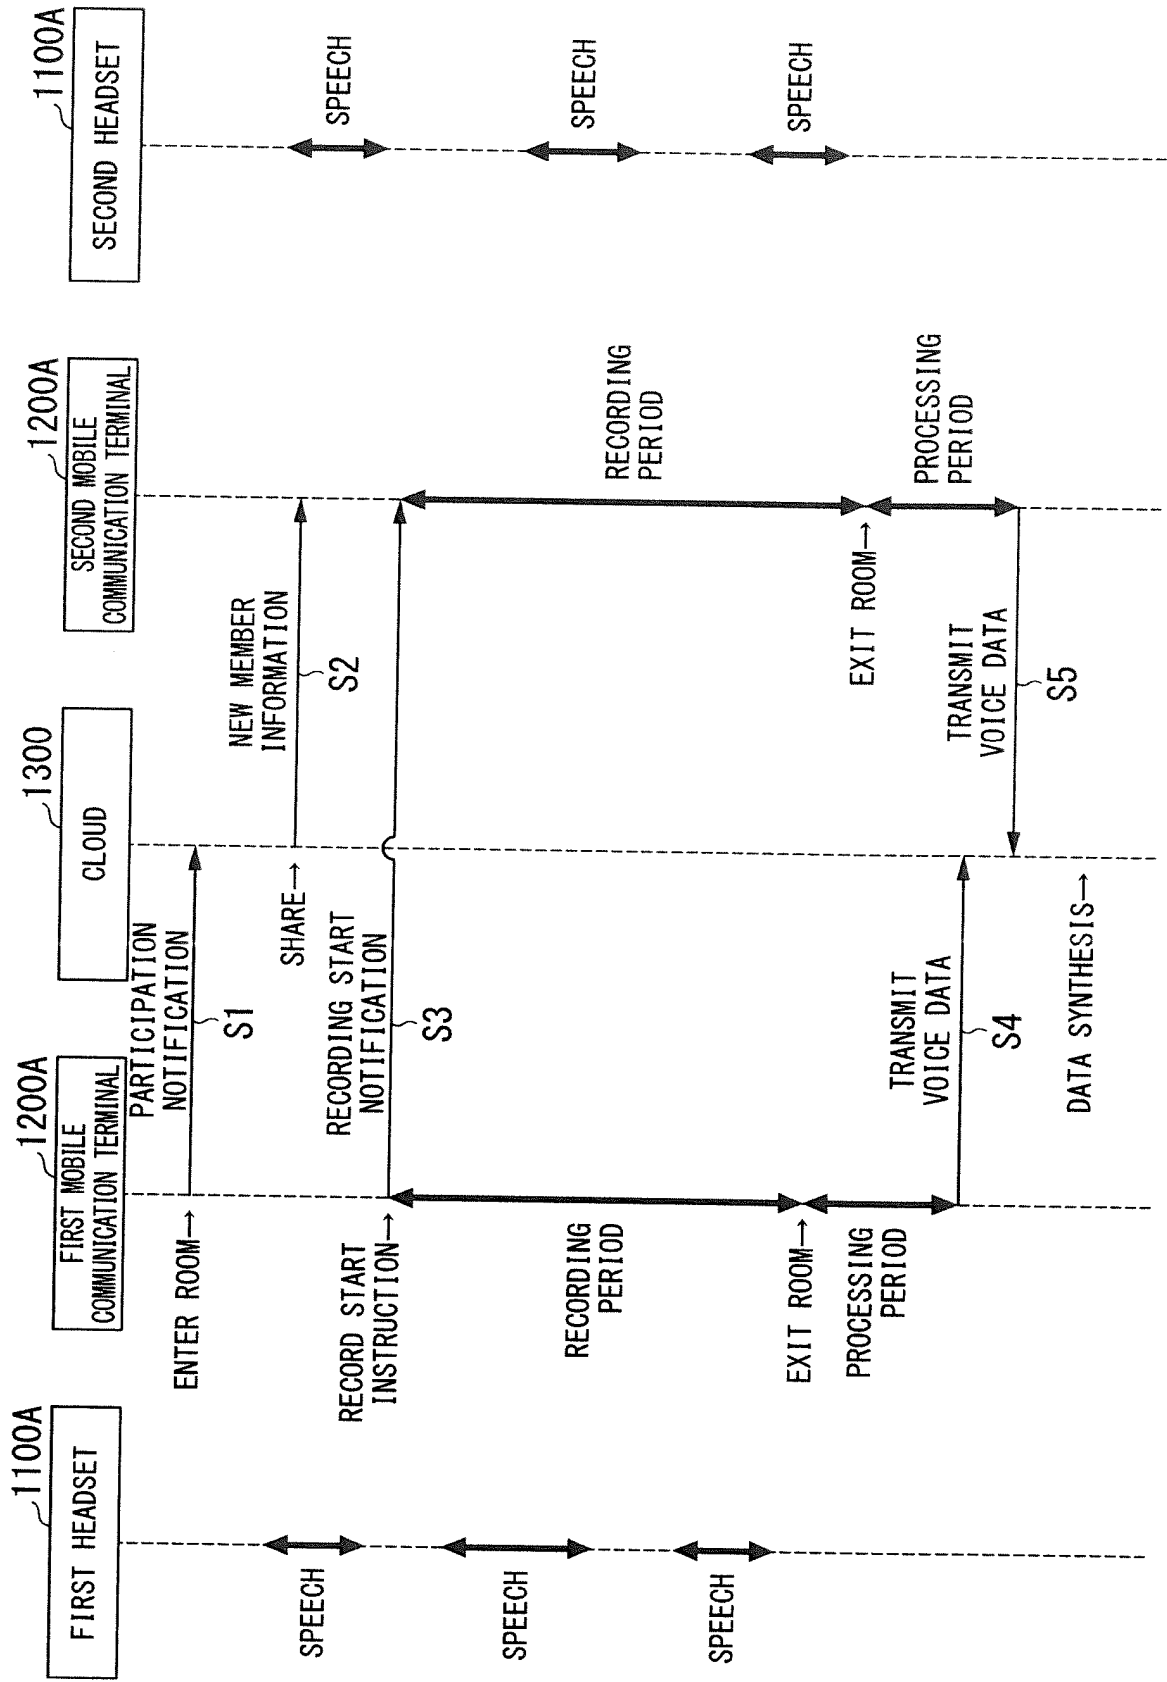 1100A
FIRST HEADSET
1200A
FIRST MOBILE
COMMUNICATION TERMINAL
1300
CLOUD
1200A
SECOND MOBILE
COMMUNICATION TERMINAL
1100A
SECOND HEADSET
ENTER ROOM→
PARTICIPATION
NOTIFICATION
S1
SHARE→
NEW MEMBER
INFORMATION
S2
SPEECH
SPEECH
RECORD START
INSTRUCTION→
RECORDING START
NOTIFICATION
S3
SPEECH
RECORDING
PERIOD
RECORDING
PERIOD
SPEECH
SPEECH
EXIT ROOM→
EXIT ROOM→
SPEECH
PROCESSING
PERIOD
TRANSMIT
VOICE DATA
S4
TRANSMIT
VOICE DATA
S5
PROCESSING
PERIOD
DATA SYNTHESIS→